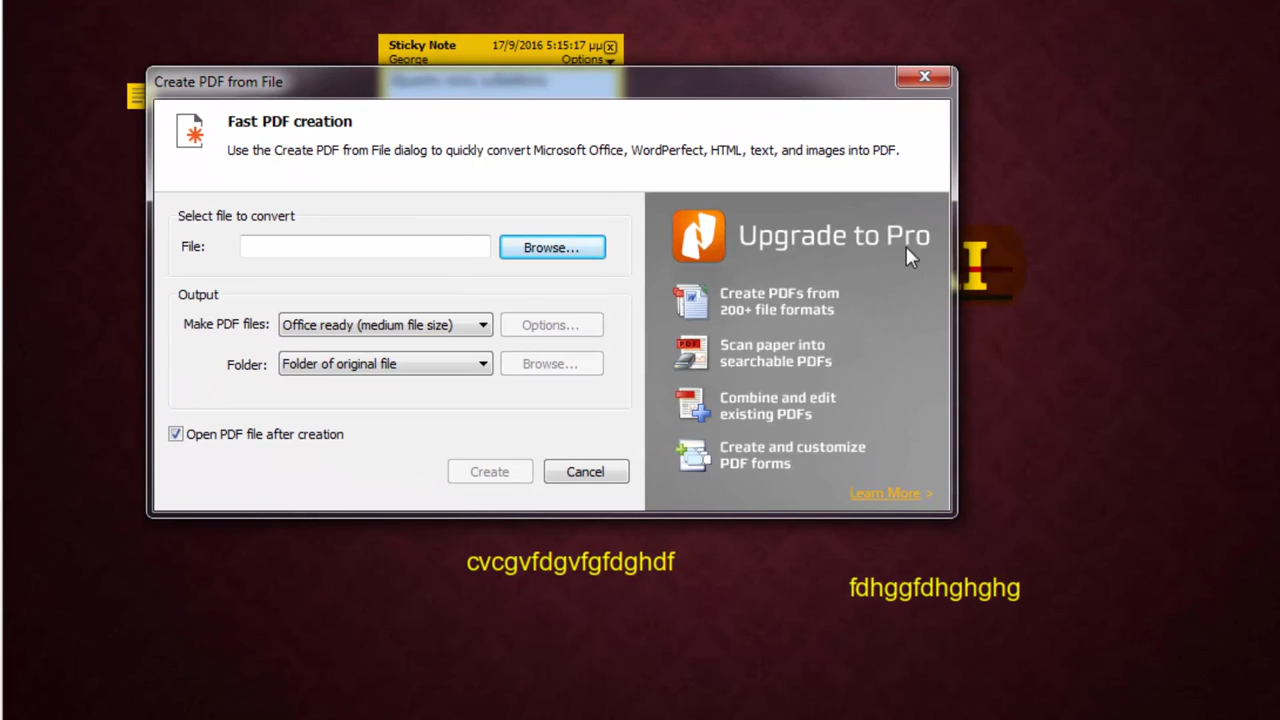 Sticky Note 17/9/2016 5:15:17 μμ
George Options
Create PDF from File
Fast PDF creation
Use the Create PDF from File dialog to quickly convert Microsoft Office, WordPerfect, HTML, text, and images into PDF.
Select file to convert
File: Browse...
Output
Make PDF files: Office ready (medium file size) Options...
Folder: Folder of original file Browse...
Open PDF file after creation
Create Cancel
Upgrade to Pro
Create PDFs from
200+ file formats
Scan paper into
searchable PDFs
Combine and edit
existing PDFs
Create and customize
PDF forms
Learn More >
cvcgvfdgvfgfdghdf
fdhggfdhghghg